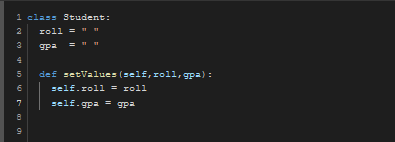 1 class Student:
2 roll = " "
3 gpa = " "
4
5 def setValues(self,roll,gpa):
6 self.roll = roll
7 self.gpa = gpa
8
9